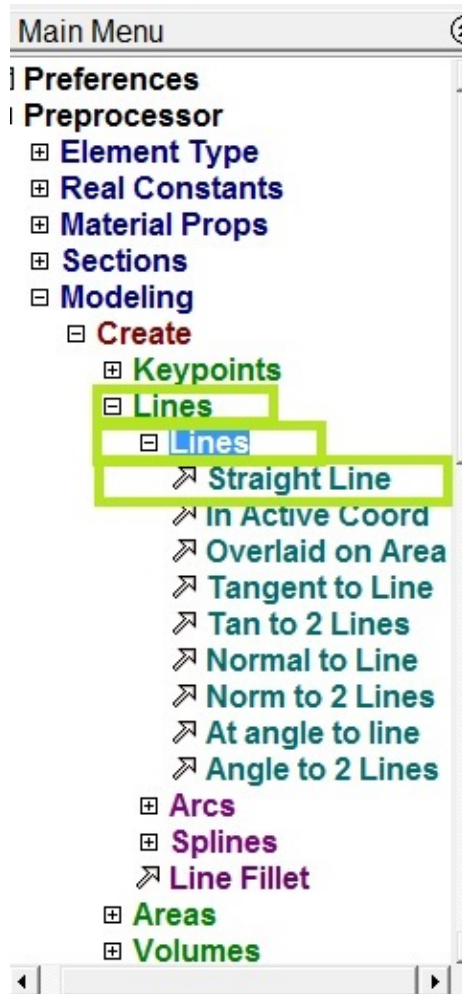 Main Menu
Preferences
Preprocessor
Element Type
Real Constants
Material Props
Sections
Modeling
Create
Keypoints
Lines
Lines
Straight Line
In Active Coord
Overlaid on Area
Tangent to Line
Tan to 2 Lines
Normal to Line
Norm to 2 Lines
At angle to line
Angle to 2 Lines
Arcs
Splines
Line Fillet
Areas
Volumes